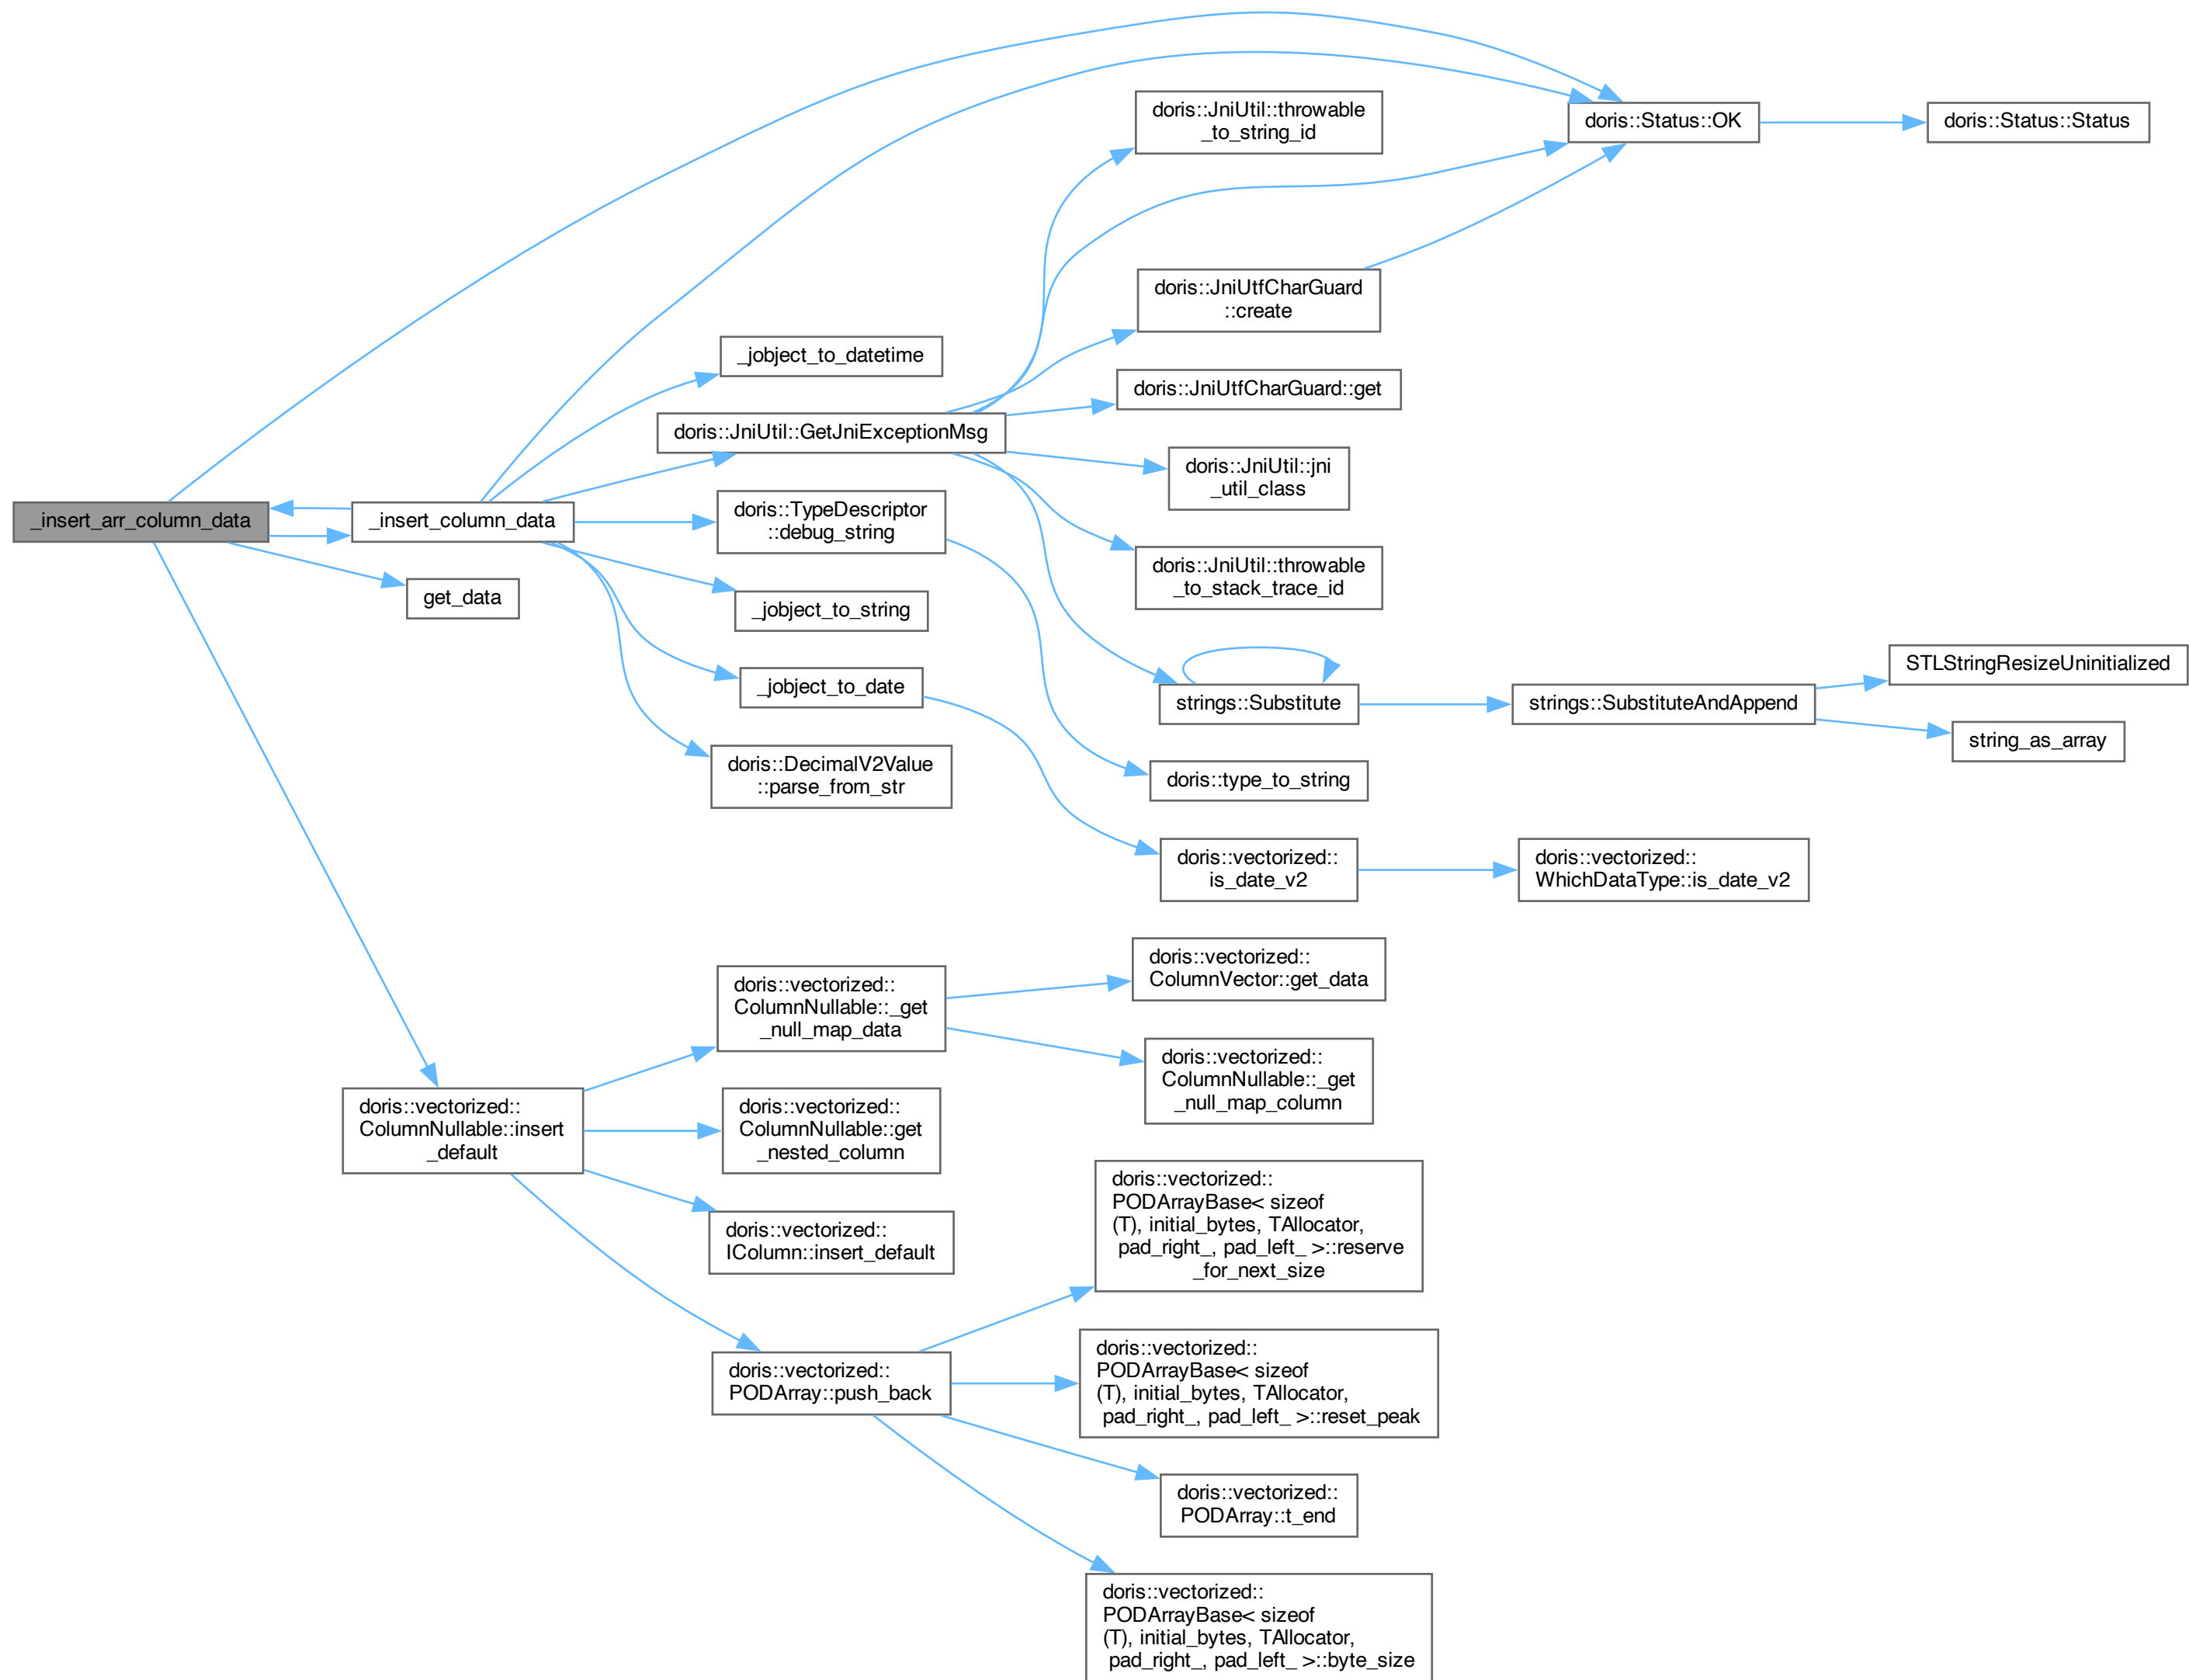 _insert_arr_column_data
_insert_column_data
get_data
doris::vectorized::
ColumnNullable::insert
_default
_jobject_to_datetime
doris::JniUtil::GetJniExceptionMsg
doris::TypeDescriptor
::debug_string
_jobject_to_string
_jobject_to_date
doris::DecimalV2Value
::parse_from_str
doris::vectorized::
ColumnNullable::_get
_null_map_data
doris::vectorized::
ColumnNullable::get
_nested_column
doris::vectorized::
IColumn::insert_default
doris::vectorized::
PODArray::push_back
doris::JniUtil::throwable
_to_string_id
doris::JniUtfCharGuard
::create
doris::JniUtfCharGuard::get
doris::JniUtil::jni
_util_class
doris::JniUtil::throwable
_to_stack_trace_id
strings::Substitute
doris::type_to_string
doris::vectorized::
is_date_v2
doris::vectorized::
ColumnVector::get_data
doris::vectorized::
ColumnNullable::_get
_null_map_column
doris::vectorized::
PODArrayBase< sizeof
(T), initial_bytes, TAllocator,
pad_right_, pad_left_ >::reserve
_for_next_size
doris::vectorized::
PODArrayBase< sizeof
(T), initial_bytes, TAllocator,
pad_right_, pad_left_ >::reset_peak
doris::vectorized::
PODArray::t_end
doris::vectorized::
PODArrayBase< sizeof
(T), initial_bytes, TAllocator,
pad_right_, pad_left_ >::byte_size
doris::Status::OK
strings::SubstituteAndAppend
doris::vectorized::
WhichDataType::is_date_v2
doris::Status::Status
STLStringResizeUninitialized
string_as_array